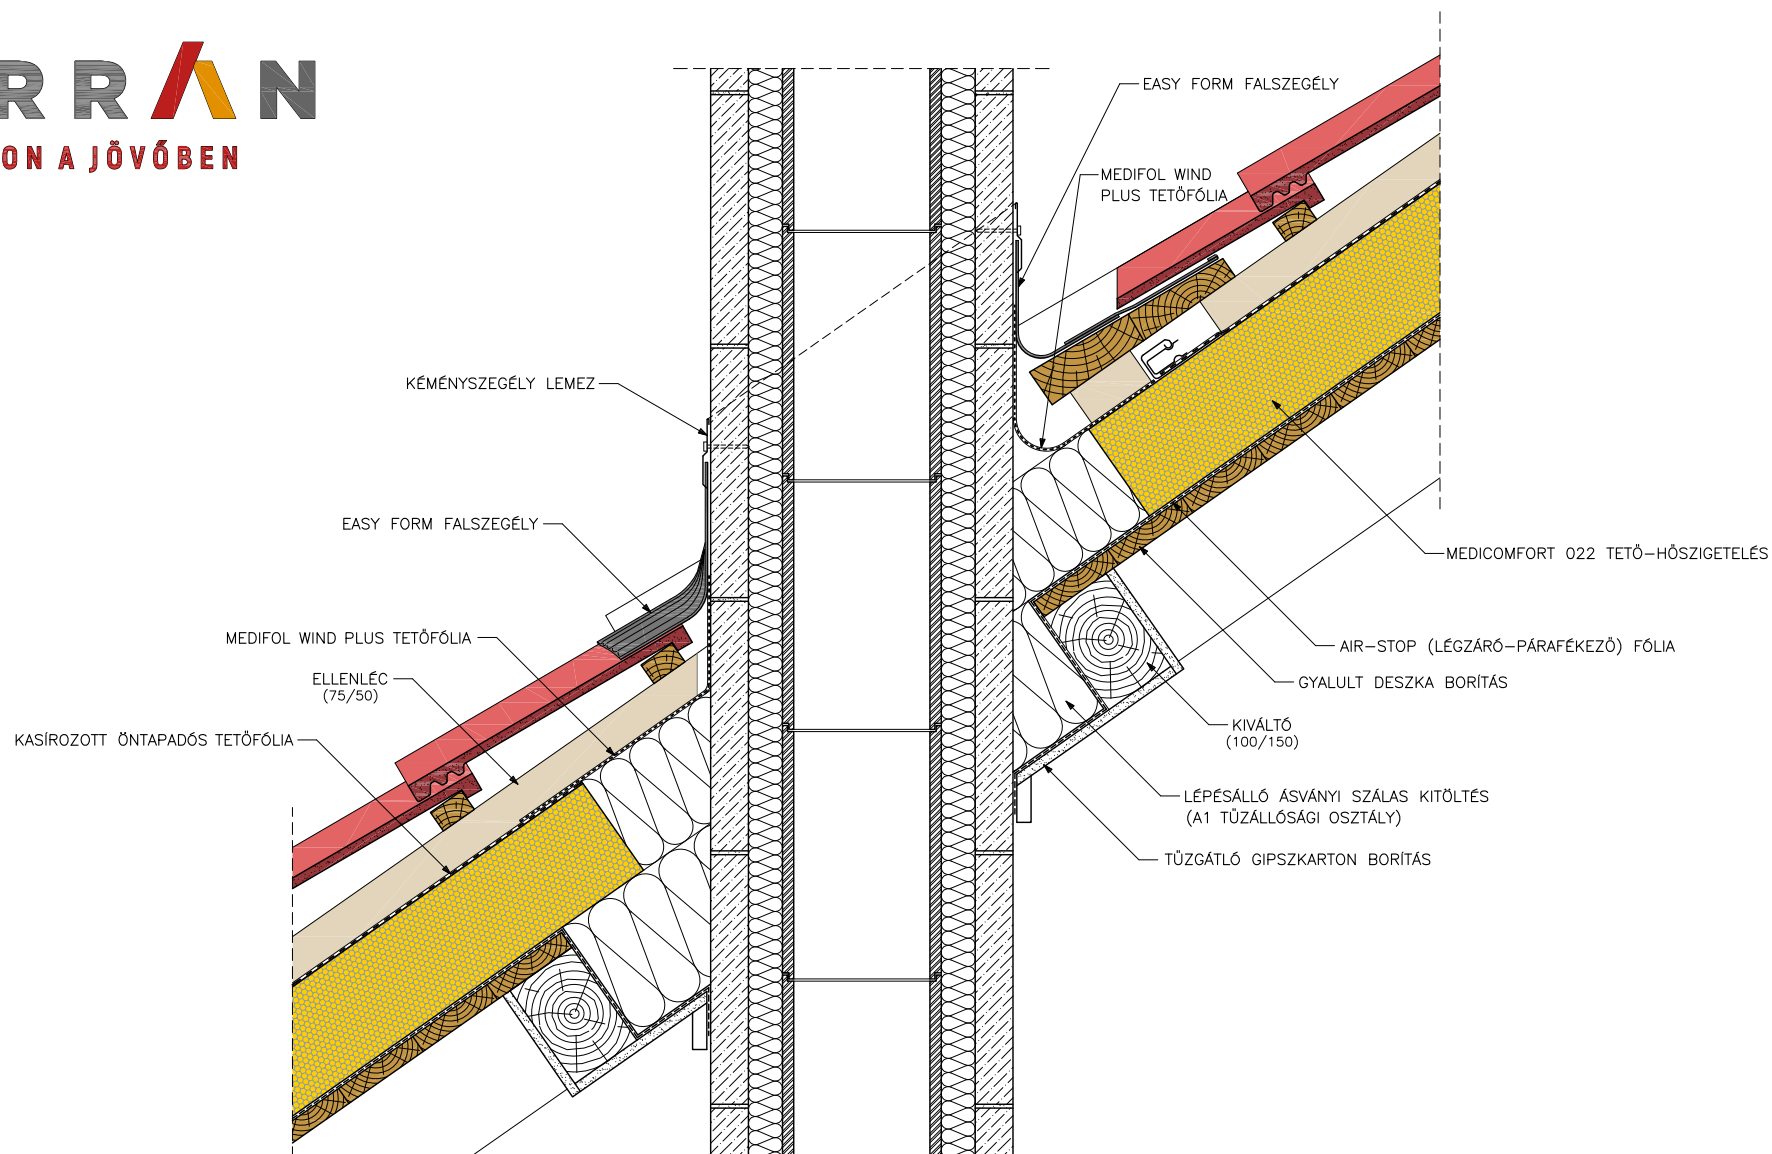 RRAN
ON A JÖVŐBEN
EASY FORM FALSZEGÉLY
MEDIFOL WIND
PLUS TETŐFÓLIA
KÉMÉNYSZEGÉLY LEMEZ
EASY FORM FALSZEGÉLY
MEDICOMFORT 022 TETŐ-HŐSZIGETELÉS
MEDIFOL WIND PLUS TETŐFÓLIA
AIR-STOP (LÉGZÁRÓ-PÁRAFÉKEZŐ) FÓLIA
ELLENLÉC
(75/50)
GYALULT DESZKA BORÍTÁS
KIVÁLTÓ
(100/150)
KASÍROZOTT ÖNTAPADÓS TETŐFÓLIA
LÉPÉSÁLLÓ ÁSVÁNYI SZÁLAS KITÖLTÉS
(A1 TŰZÁLLÓSÁGI OSZTÁLY)
TŰZGÁTLÓ GIPSZKARTON BORÍTÁS